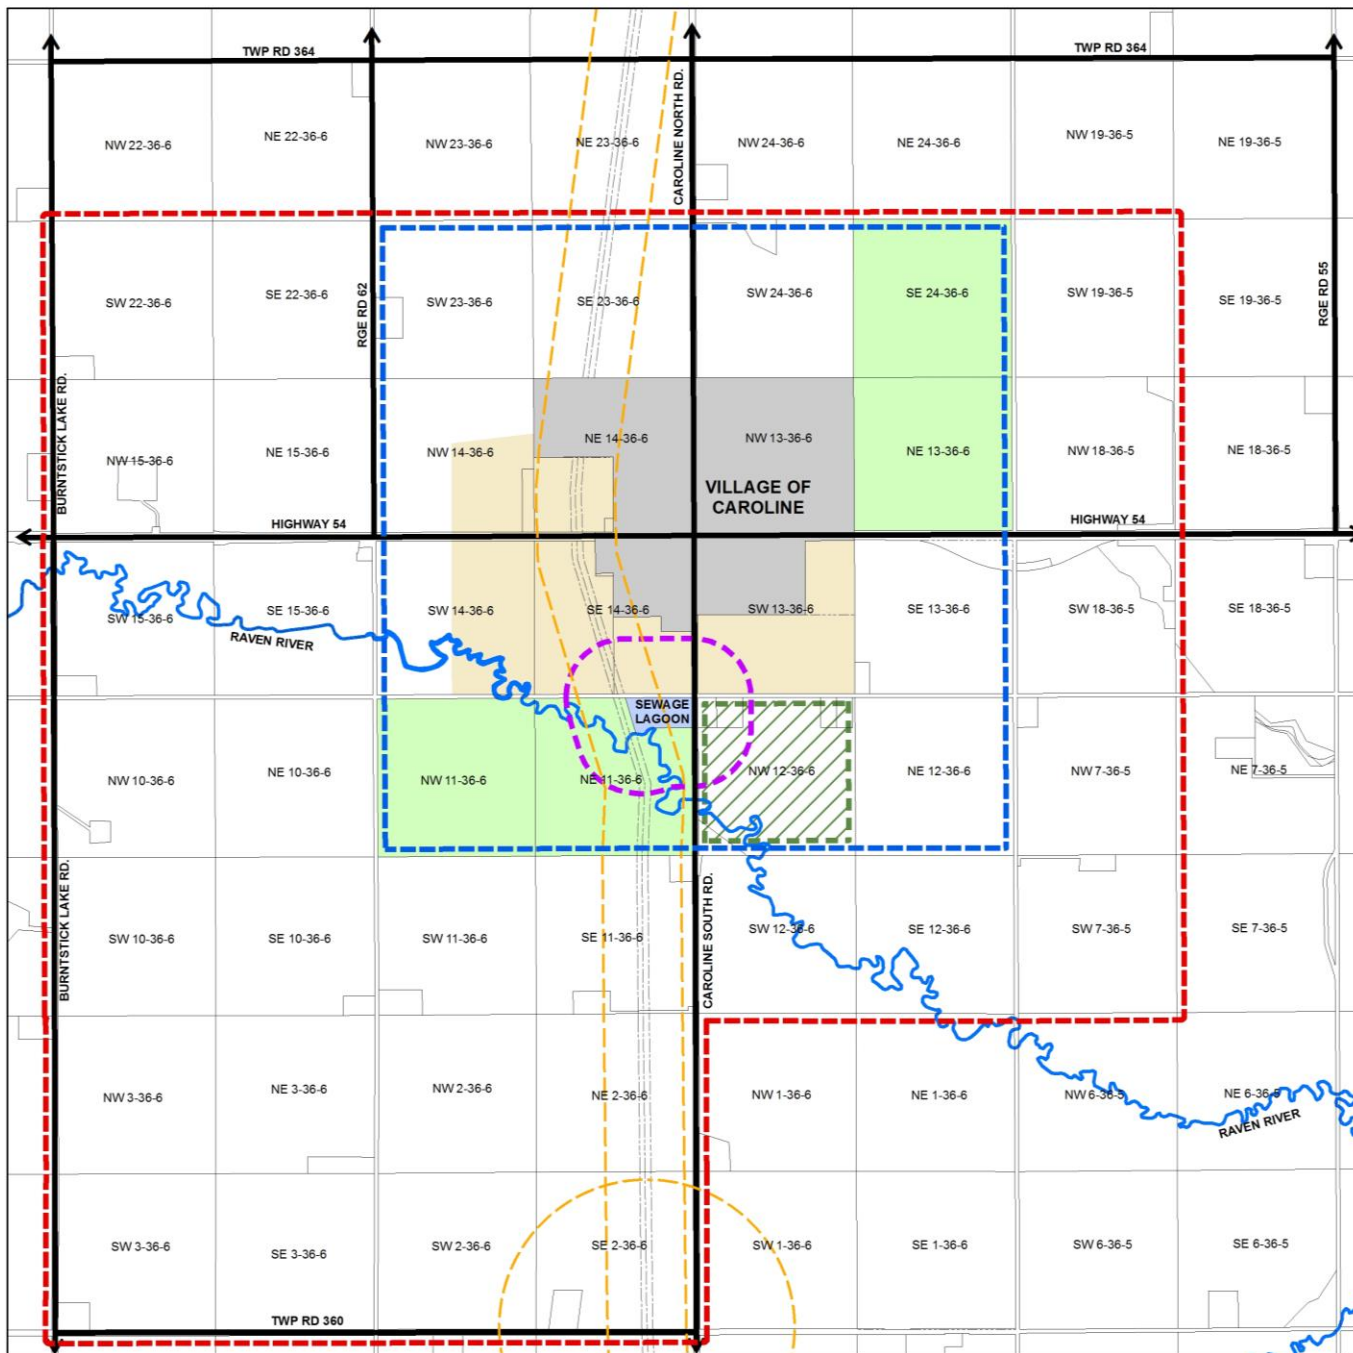 TWP RD 364
TWP RD 364
CAROLINE NORTH RD.
NW 22-36-6
NE 22-36-6
NW 23-36-6
NE 23-36-6
NW 24-36-6
NE 24-36-6
NW 19-36-5
NE 19-36-5
RGE RD 62
RGE RD 55
SW 22-36-6
SE 22-36-6
SW 23-36-6
SE 23-36-6
SW 24-36-6
SE 24-36-6
SW 19-36-5
SE 19-36-5
BURNTSTICK LAKE RD.
NW 15-36-6
NE 15-36-6
NW 14-36-6
NE 14-36-6
NW 13-36-6
NE 13-36-6
NW 18-36-5
NE 18-36-5
VILLAGE OF
CAROLINE
HIGHWAY 54
HIGHWAY 54
SW 15-36-6
SE 15-36-6
SW 14-36-6
SE 14-36-6
SW 13-36-6
SE 13-36-6
SW 18-36-5
SE 18-36-5
RAVEN RIVER
SEWAGE
LAGOON
NW 10-36-6
NE 10-36-6
NW 11-36-6
NE 11-36-6
NW 12-36-6
NE 12-36-6
NW 7-36-5
NE 7-36-5
BURNTSTICK LAKE RD.
CAROLINE SOUTH RD.
SW 10-36-6
SE 10-36-6
SW 11-36-6
SE 11-36-6
SW 12-36-6
SE 12-36-6
SW 7-36-5
SE 7-36-5
NW 3-36-6
NE 3-36-6
NW 2-36-6
NE 2-36-6
NW 1-36-6
NE 1-36-6
NW 6-36-5
NE 6-36-5
RAVEN RIVER
SW 3-36-6
SE 3-36-6
SW 2-36-6
SE 2-36-6
SW 1-36-6
SE 1-36-6
SW 6-36-5
SE 6-36-5
TWP RD 360